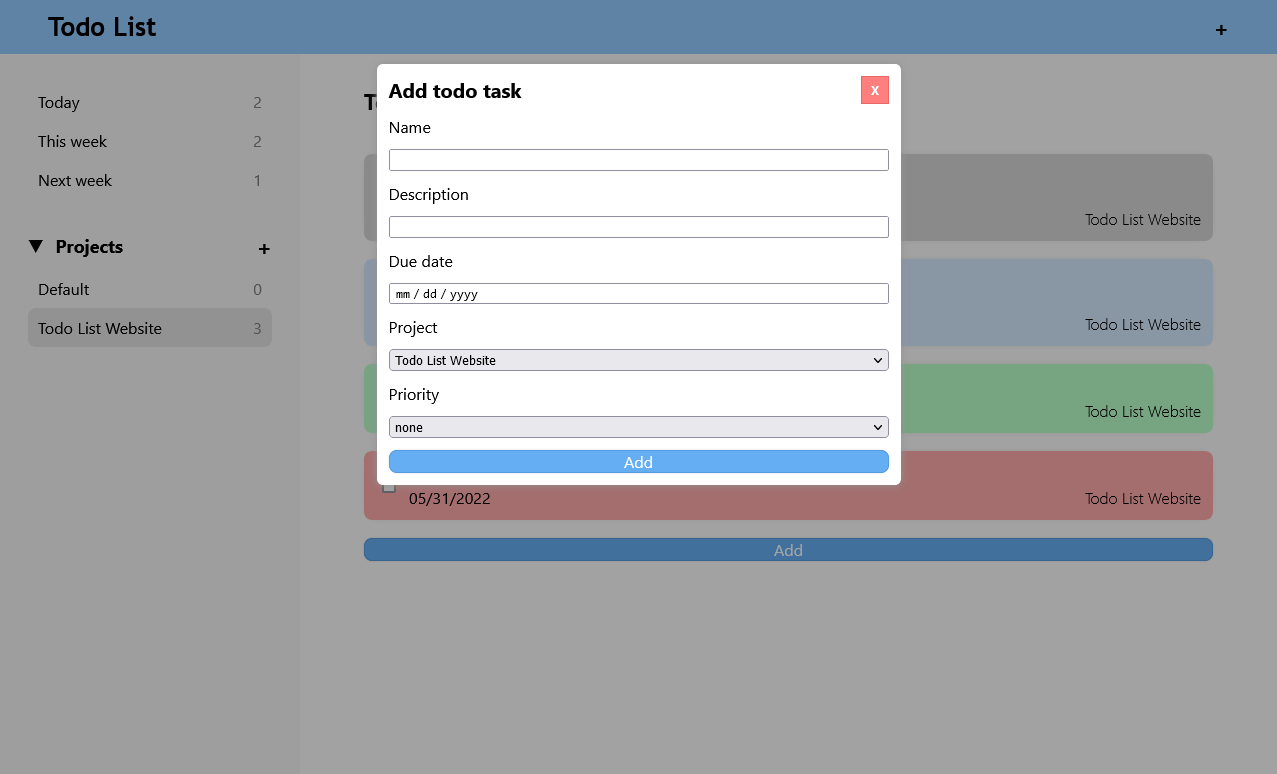 Todo List
+
Today 2
This week 2
Next week 1
▼ Projects +
Default 0
Todo List Website 3
Add todo task
X
Name
Description
Due date
mm / dd / yyyy
Project
Todo List Website
Priority
none
Add
Todo List Website
Todo List Website
Todo List Website
05/31/2022 Todo List Website
Add